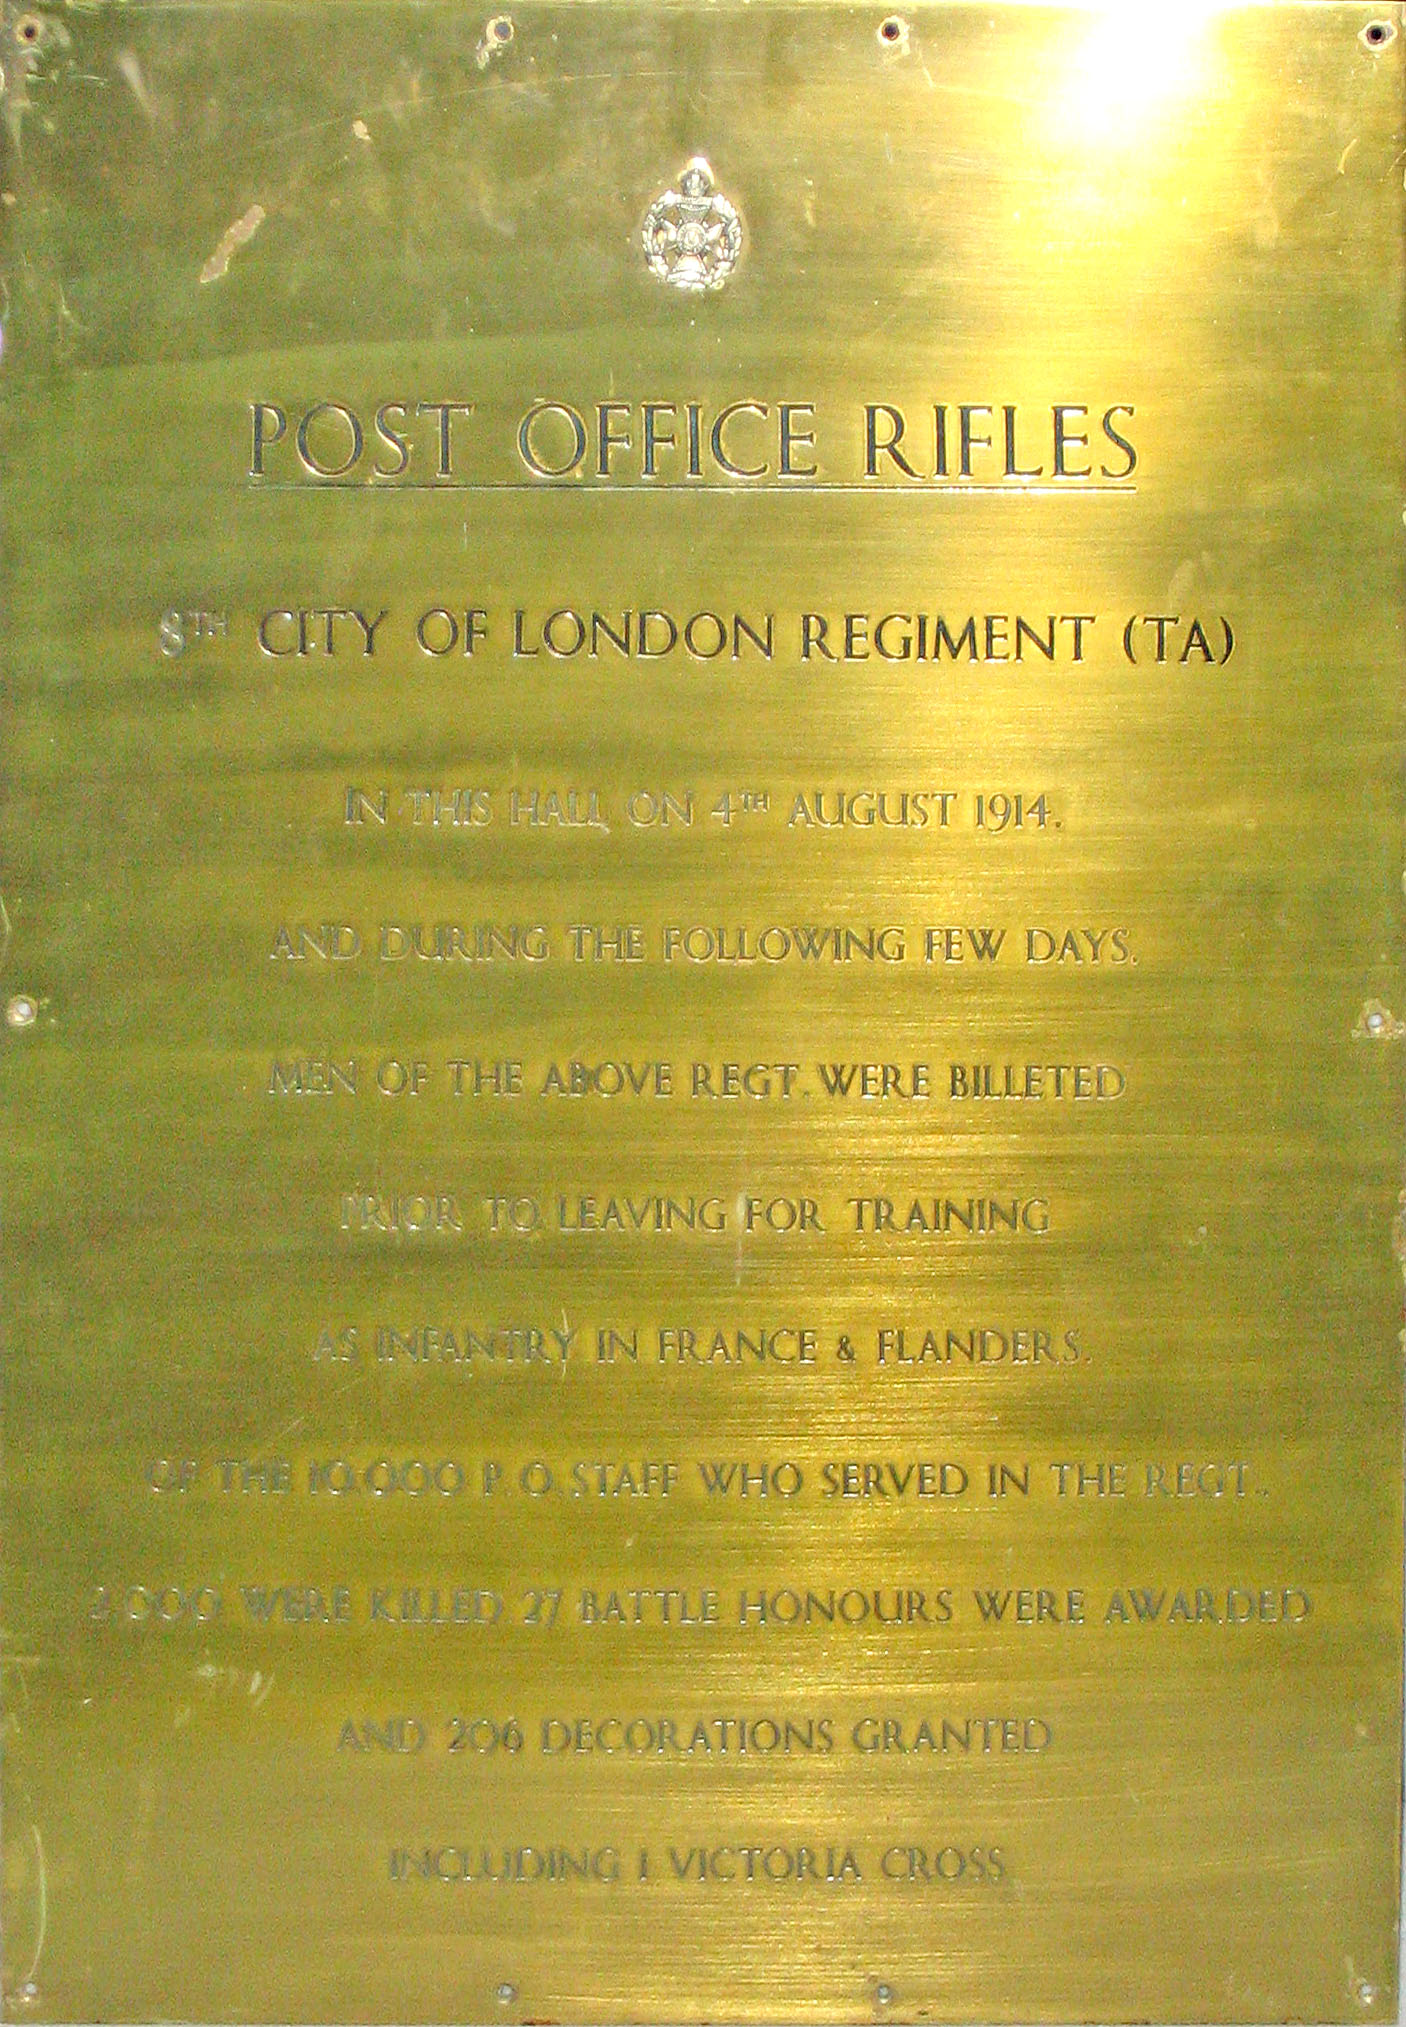 POST OFFICE RIFLES
8TH CITY OF LONDON REGIMENT (TA)
IN THIS HALL ON 4TH AUGUST 1914.
AND DURING THE FOLLOWING FEW DAYS.
MEN OF THE ABOVE REGT. WERE BILLETED
PRIOR TO LEAVING FOR TRAINING
AS INFANTRY IN FRANCE & FLANDERS.
OF THE 10.000 P.O. STAFF WHO SERVED IN THE REGT.,
2.000 WERE KILLED 27 BATTLE HONOURS WERE AWARDED
AND 206 DECORATIONS GRANTED
INCLUDING 1 VICTORIA CROSS